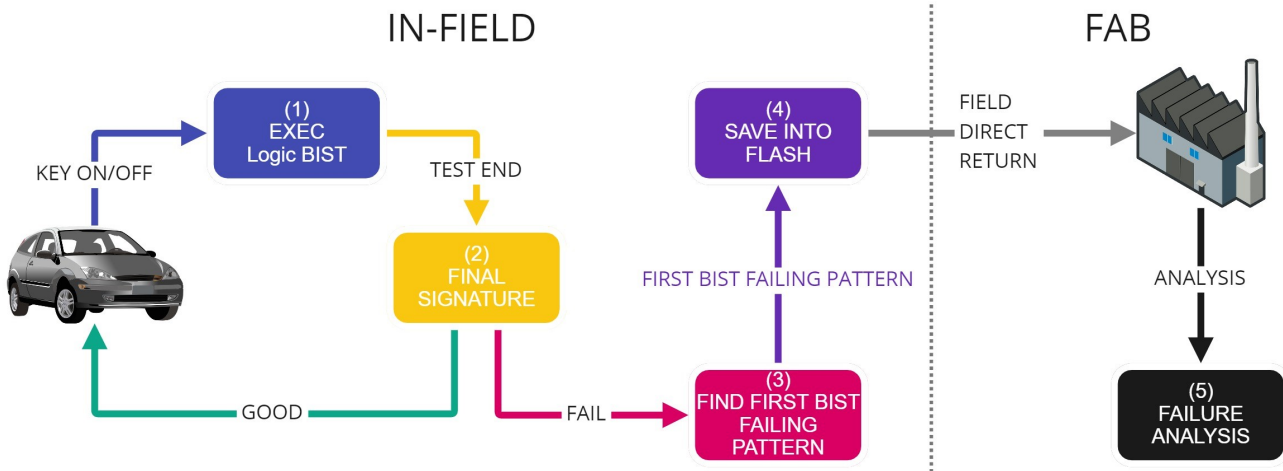 IN-FIELD
FAB
KEY ON/OFF
(1)
EXEC
Logic BIST
TEST END
(2)
FINAL
SIGNATURE
GOOD
FAIL
(3)
FIND FIRST BIST
FAILING
PATTERN
FIRST BIST FAILING PATTERN
(4)
SAVE INTO
FLASH
FIELD
DIRECT
RETURN
ANALYSIS
(5)
FAILURE
ANALYSIS